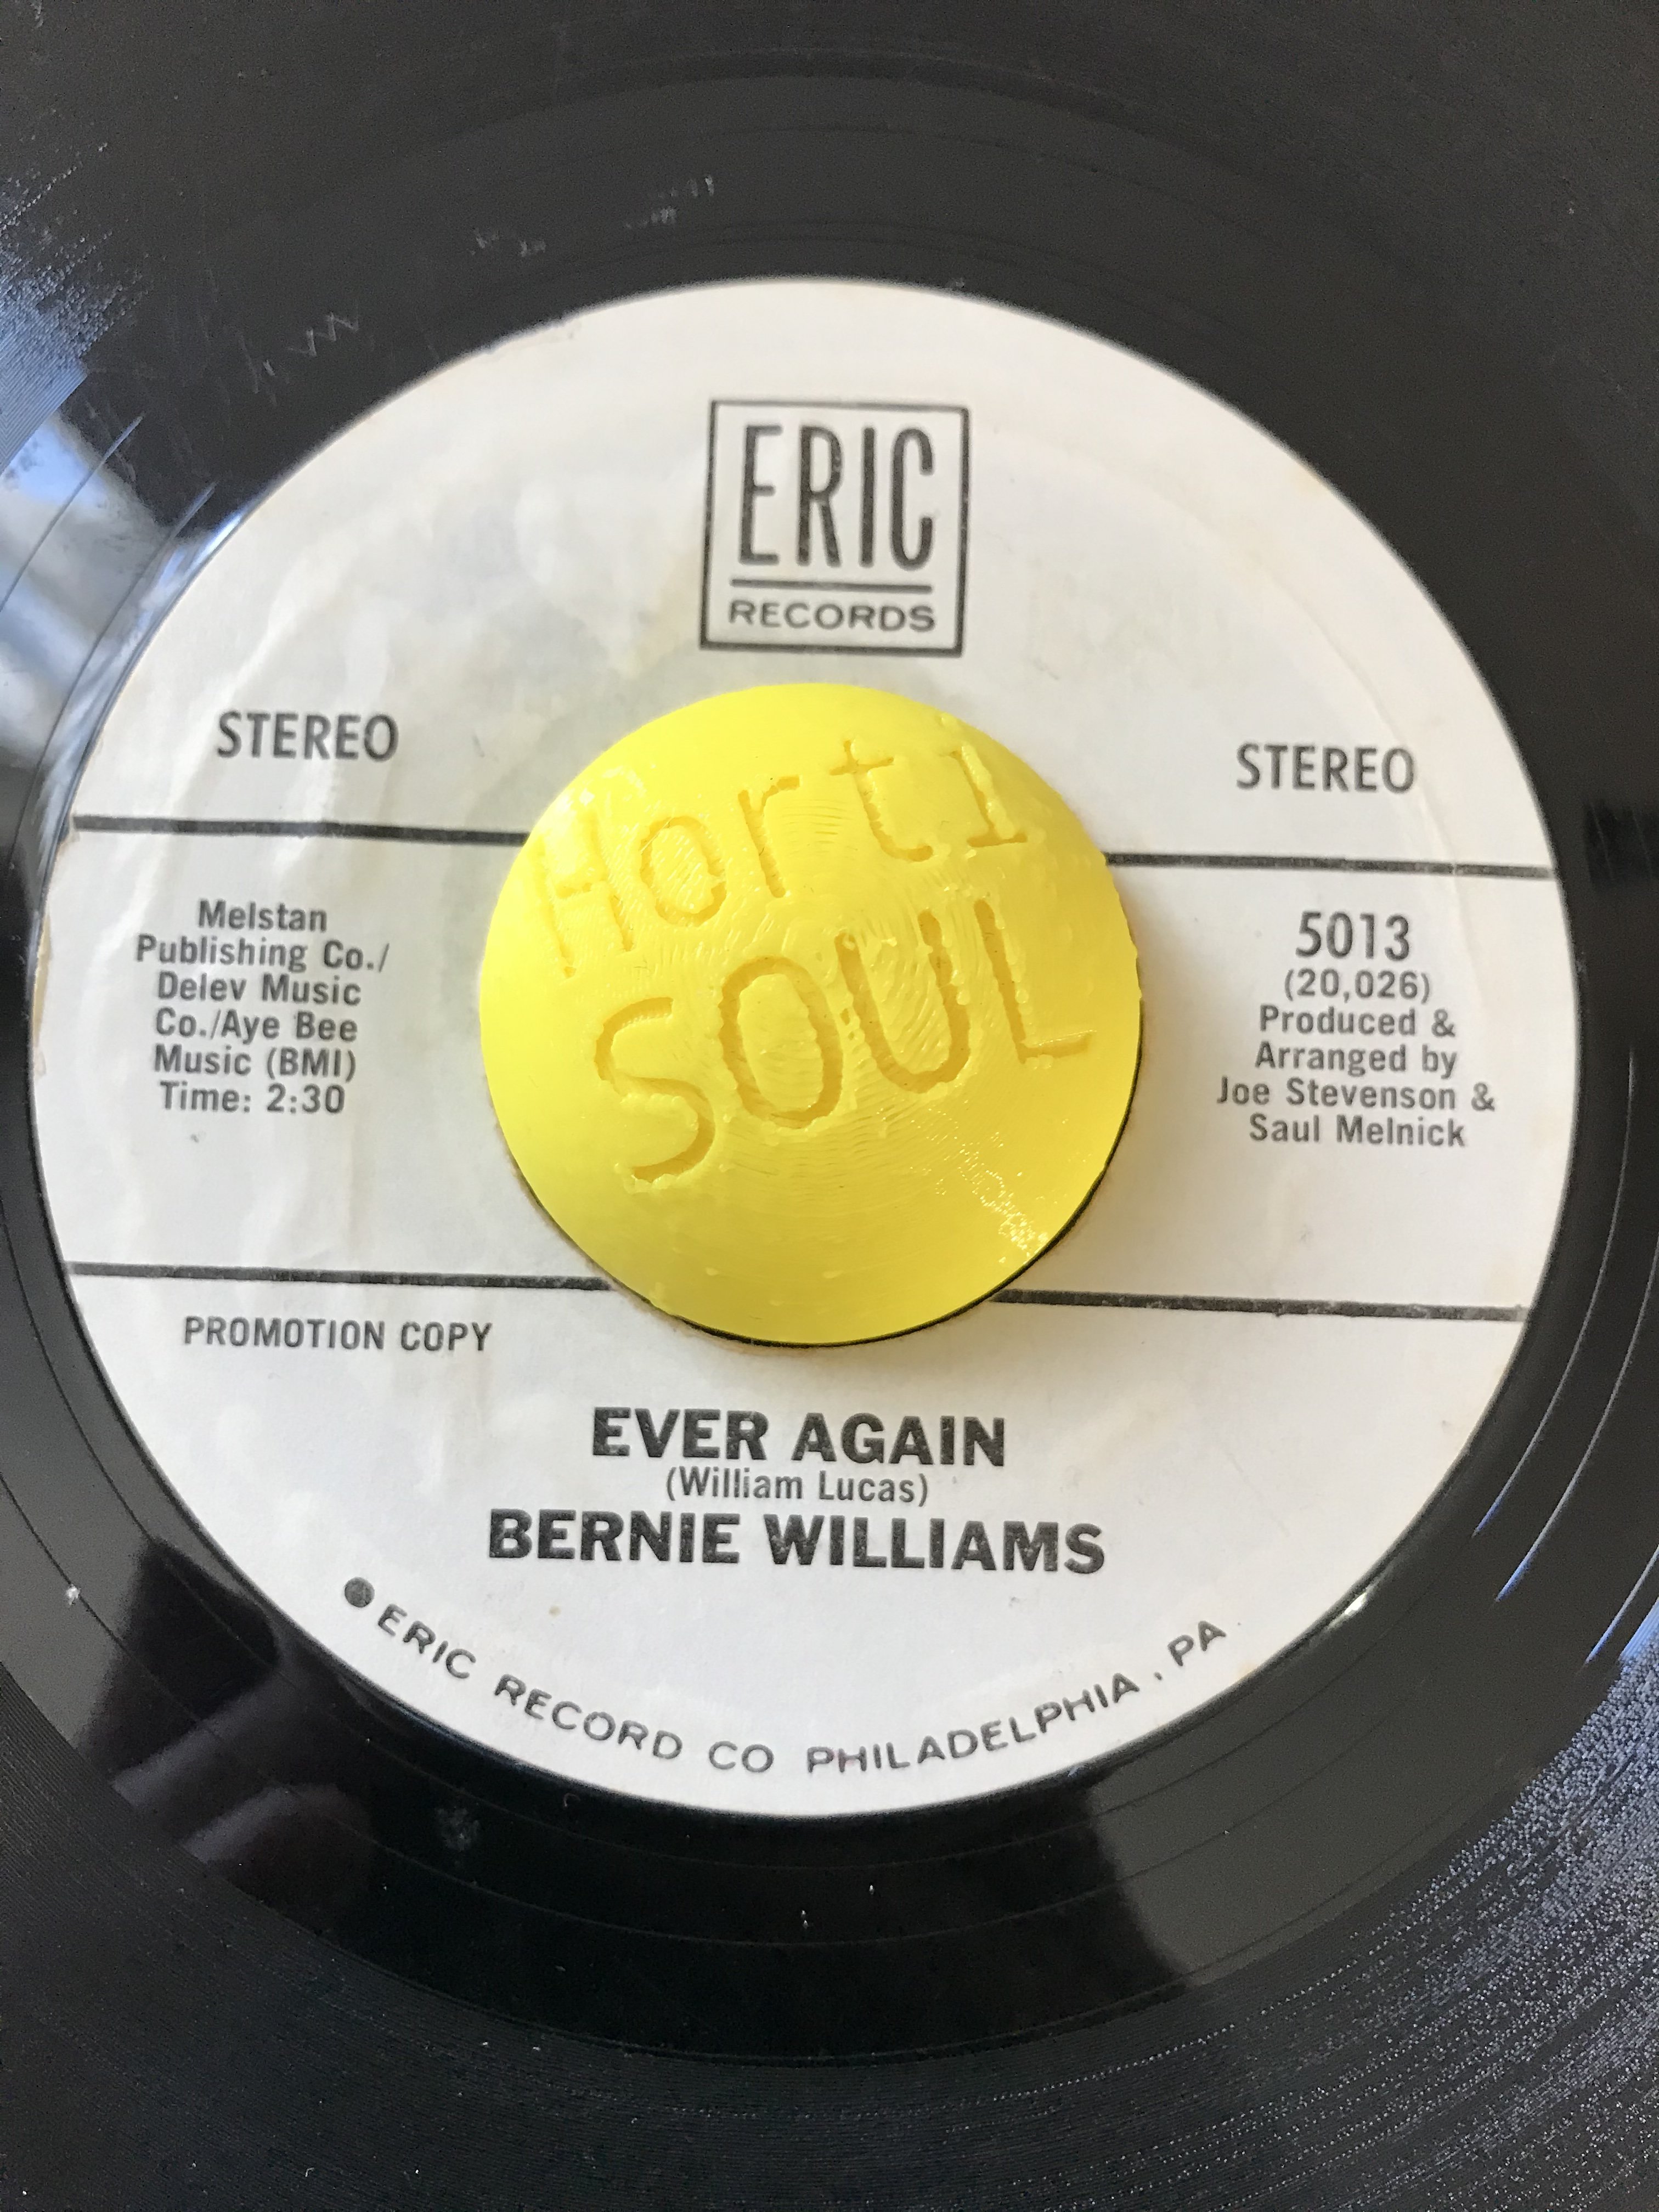 ERIC
RECORDS
STEREO
STEREO
Horti
SOUL
Melstan
Publishing Co./
Delev Music
Co./Aye Bee
Music (BMI)
Time: 2:30
5013
(20,026)
Produced &
Arranged by
Joe Stevenson &
Saul Melnick
PROMOTION COPY
EVER AGAIN
(William Lucas)
BERNIE WILLIAMS
●ERIC RECORD CO PHILADELPHIA, PA.